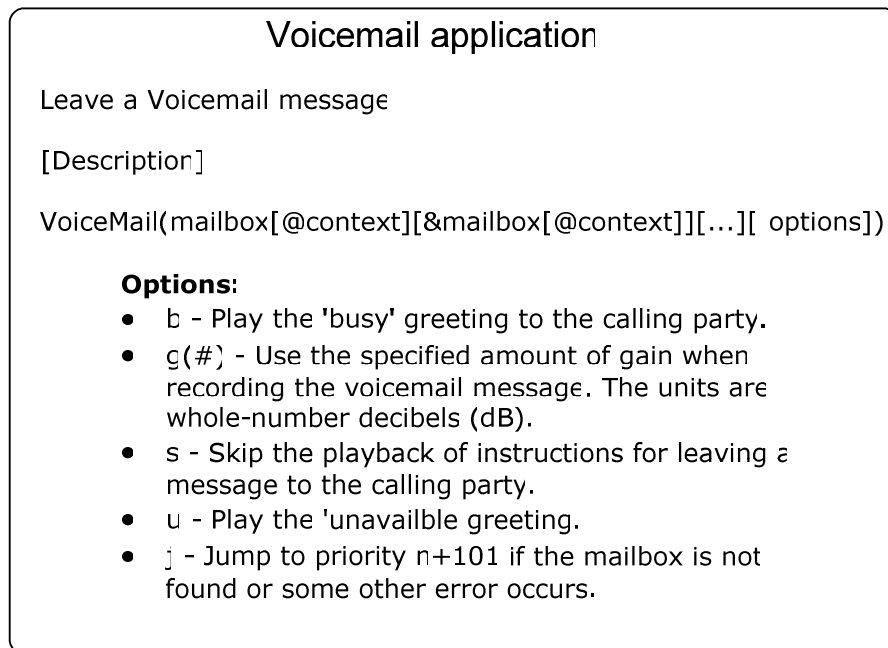 Voicemail application
Leave a Voicemail message
[Description]
VoiceMail(mailbox[@context][&mailbox[@context]][...][ options])
Options:
• b - Play the 'busy' greeting to the calling party.
• g(#) - Use the specified amount of gain when
recording the voicemail message. The units are
whole-number decibels (dB).
• s - Skip the playback of instructions for leaving a
message to the calling party.
• u - Play the 'unavailble greeting.
• j - Jump to priority n+101 if the mailbox is not
found or some other error occurs.